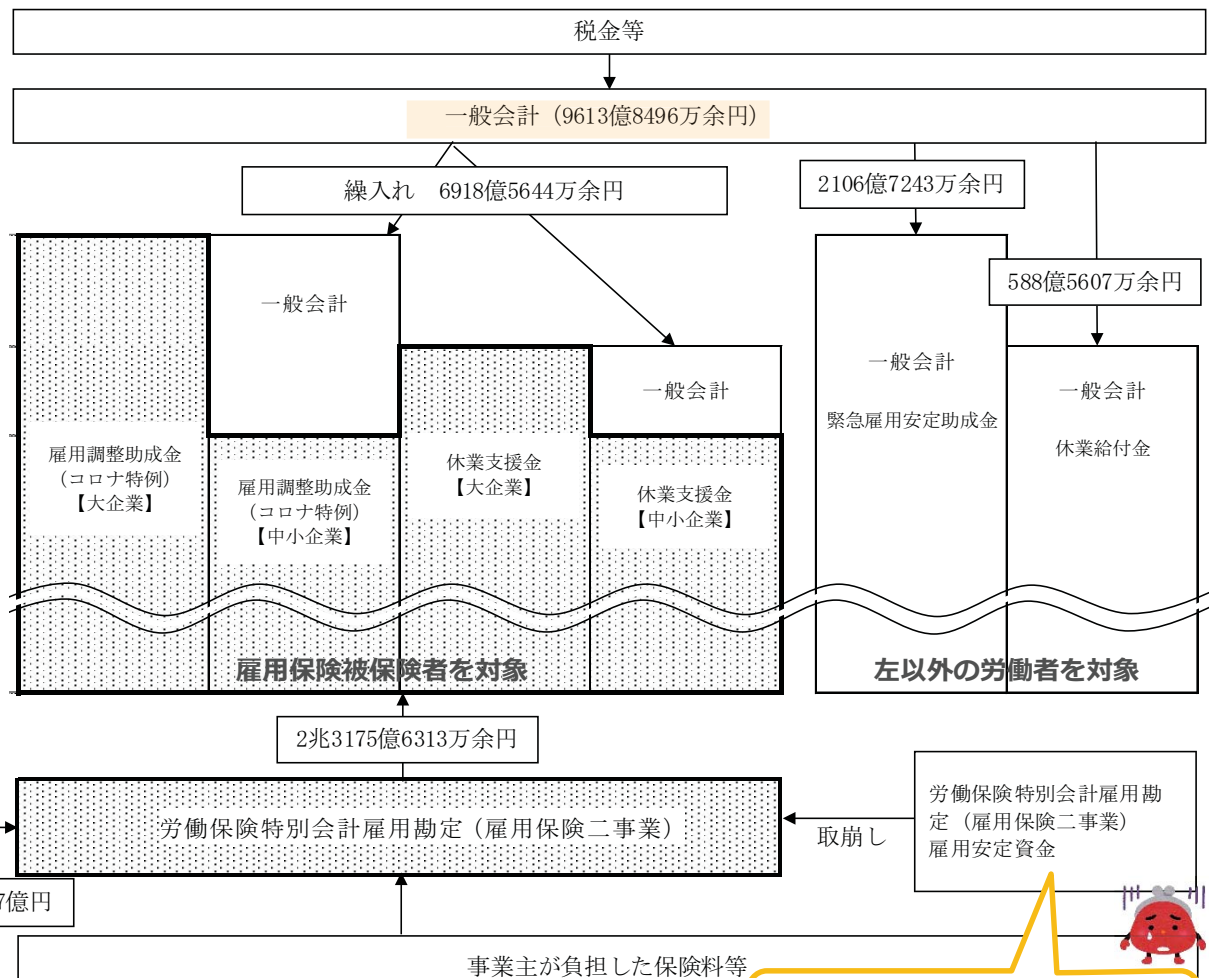 税金等
一般会計（9613億8496万余円）
繰入れ　6918億5644万余円
2106億7243万余円
588億5607万余円
一般会計
一般会計
一般会計
緊急雇用安定助成金
一般会計
休業給付金
雇用調整助成金
（コロナ特例）
【大企業】
雇用調整助成金
（コロナ特例）
【中小企業】
休業支援金
【大企業】
休業支援金
【中小企業】
雇用保険被保険者を対象
左以外の労働者を対象
2兆3175億6313万余円
労働保険特別会計雇用勘定（雇用保険二事業）
取崩し
労働保険特別会計雇用勘
定（雇用保険二事業）
雇用安定資金
億円
事業主が負担した保険料等